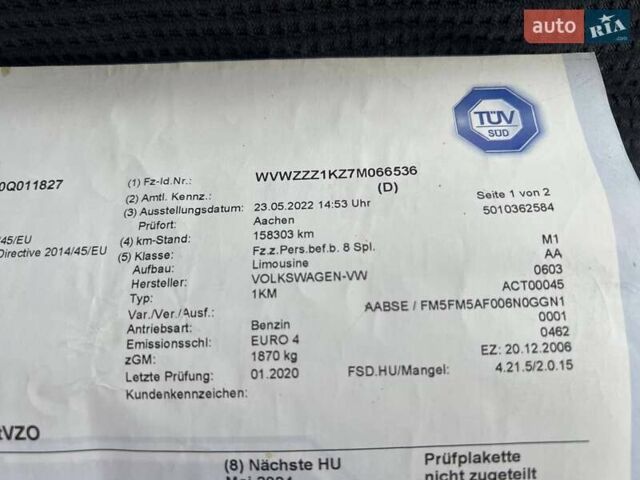 auto RIA .com
TÜV
SÜD
0Q011827
(1) Fz-Id.Nr.: WVWZZZ1KZ7M066536
(2) Amtl. Kennz.: (D)
(3) Ausstellungsdatum: 23.05.2022 14:53 Uhr Seite 1 von 2
Prüfort: Aachen 5010362584
45/EU (4) km-Stand: 158303 km
Directive 2014/45/EU (5) Klasse: Fz.z.Pers.bef.b. 8 Spl. M1
Aufbau: Limousine AA
Hersteller: VOLKSWAGEN-VW 0603
Typ: 1KM ACT00045
Var./Ver./Ausf.: AABSE / FM5FM5AF006N0GGN1
Antriebsart: Benzin 0001
Emissionsschl.: EURO 4 0462
zGM: 1870 kg EZ: 20.12.2006
Letzte Prüfung: 01.2020 FSD.HU/Mangel: 4.21.5/2.0.15
Kundenkennzeichen:
tVZO
(8) Nächste HU Prüfplakette
Mai 2024 nicht zugeteilt